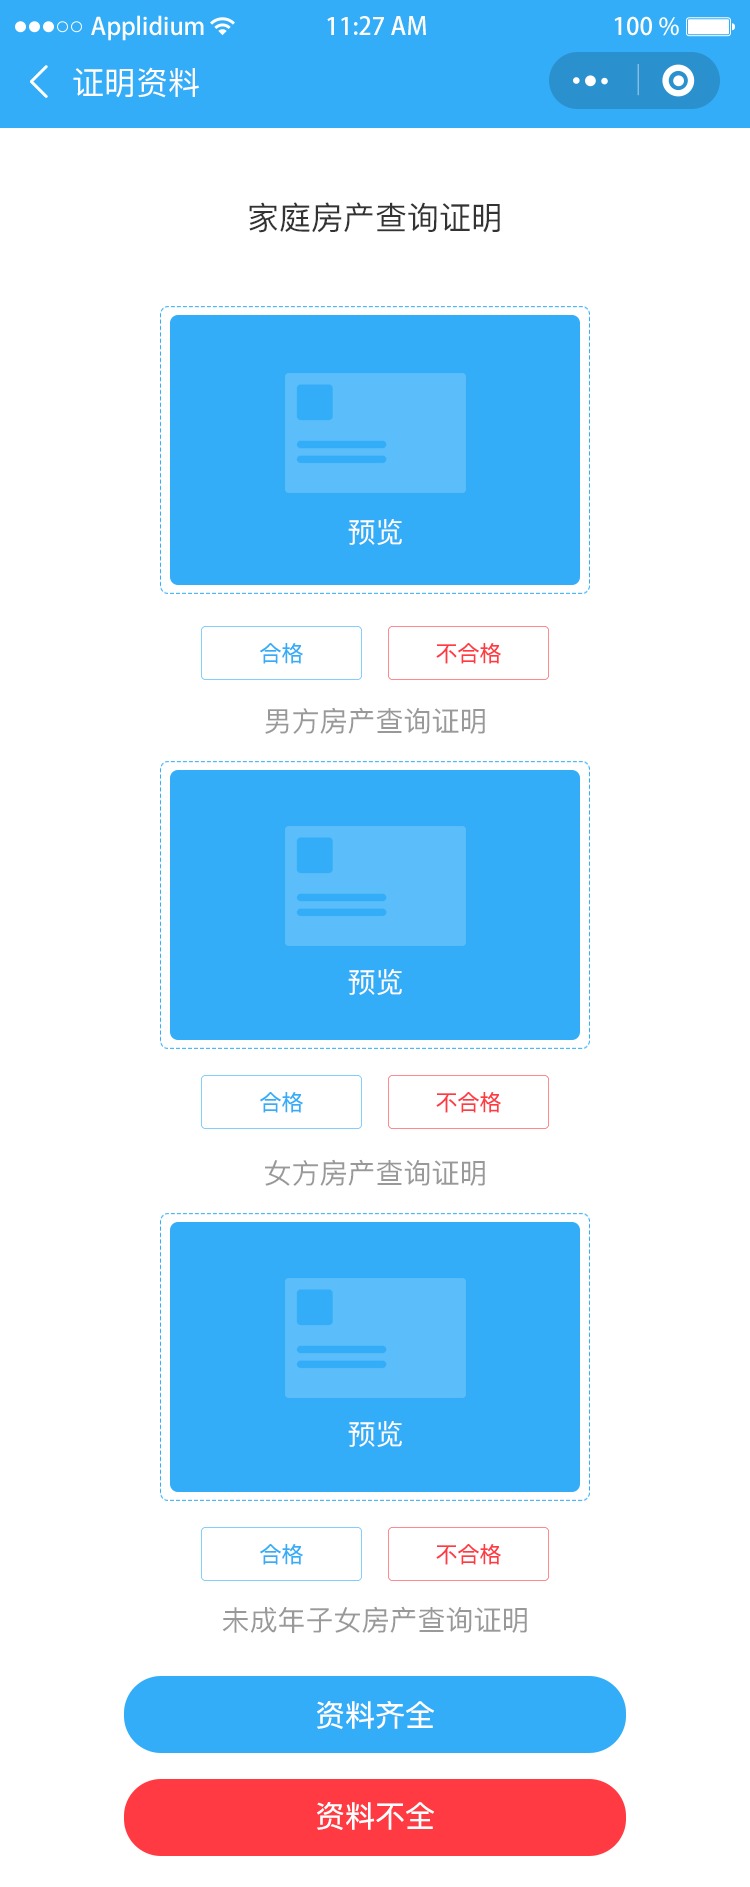 Applidium 11:27 AM 100 %
证明资料
家庭房产查询证明
预览
合格 不合格
男方房产查询证明
预览
合格 不合格
女方房产查询证明
预览
合格 不合格
未成年子女房产查询证明
资料齐全
资料不全